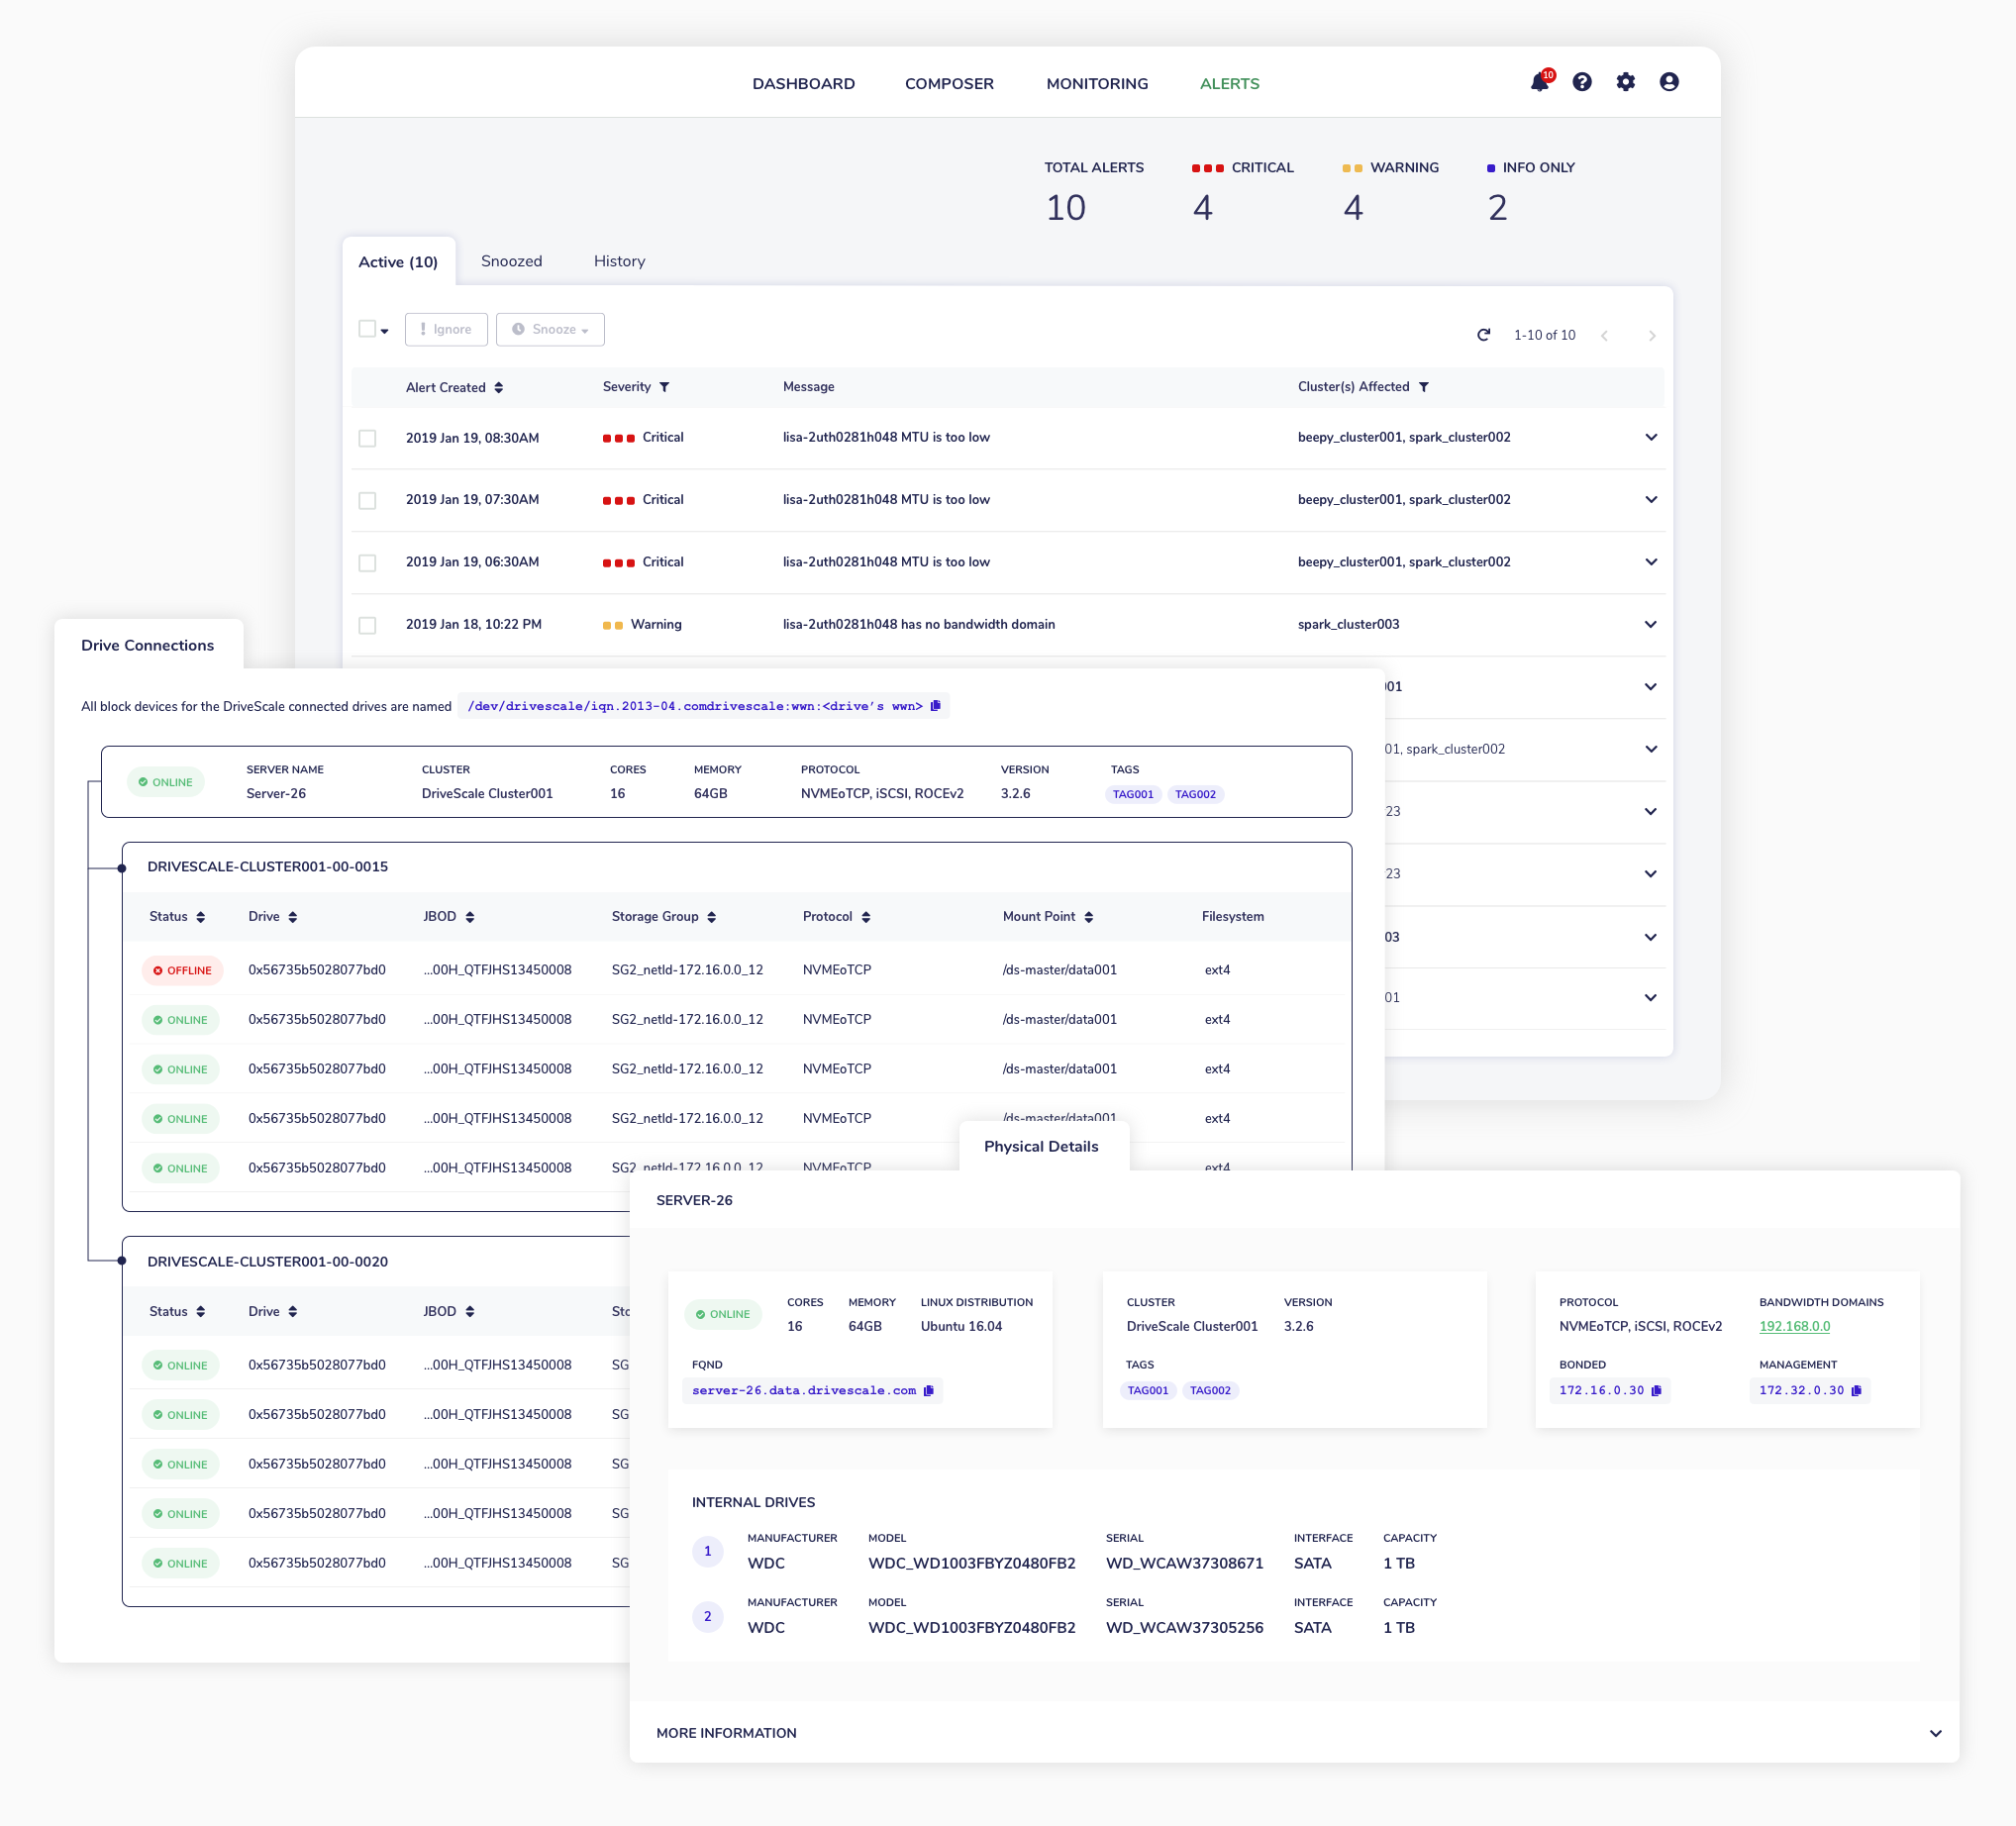 DASHBOARD COMPOSER MONITORING ALERTS 10
TOTAL ALERTS CRITICAL WARNING INFO ONLY
10 4 4 2
Active (10) Snoozed History
Ignore Snooze 1-10 of 10
Alert Created Severity Message Cluster(s) Affected
2019 Jan 19, 08:30AM Critical lisa-2uth0281h048 MTU is too low beepy_cluster001, spark_cluster002
2019 Jan 19, 07:30AM Critical lisa-2uth0281h048 MTU is too low beepy_cluster001, spark_cluster002
2019 Jan 19, 06:30AM Critical lisa-2uth0281h048 MTU is too low beepy_cluster001, spark_cluster002
2019 Jan 18, 10:22 PM Warning lisa-2uth0281h048 has no bandwidth domain spark_cluster003
01
01, spark_cluster002
23
23
03
01
Drive Connections
All block devices for the DriveScale connected drives are named /dev/drivescale/iqn.2013-04.comdrivescale:wwn:<drive’s wwn>
ONLINE
SERVER NAME CLUSTER CORES MEMORY PROTOCOL VERSION TAGS
Server-26 DriveScale Cluster001 16 64GB NVMEoTCP, iSCSI, ROCEv2 3.2.6 TAG001 TAG002
DRIVESCALE-CLUSTER001-00-0015
Status Drive JBOD Storage Group Protocol Mount Point Filesystem
OFFLINE 0x56735b5028077bd0 ...00H_QTFJHS13450008 SG2_netId-172.16.0.0_12 NVMEoTCP /ds-master/data001 ext4
ONLINE 0x56735b5028077bd0 ...00H_QTFJHS13450008 SG2_netId-172.16.0.0_12 NVMEoTCP /ds-master/data001 ext4
ONLINE 0x56735b5028077bd0 ...00H_QTFJHS13450008 SG2_netId-172.16.0.0_12 NVMEoTCP /ds-master/data001 ext4
ONLINE 0x56735b5028077bd0 ...00H_QTFJHS13450008 SG2_netId-172.16.0.0_12 NVMEoTCP /ds-master/data001 ext4
ONLINE 0x56735b5028077bd0 ...00H_QTFJHS13450008 SG2_netId-172.16.0.0_12 NVMEoTCP ext4
DRIVESCALE-CLUSTER001-00-0020
Status Drive JBOD
ONLINE 0x56735b5028077bd0 ...00H_QTFJHS13450008 SG
ONLINE 0x56735b5028077bd0 ...00H_QTFJHS13450008 SG
ONLINE 0x56735b5028077bd0 ...00H_QTFJHS13450008 SG
ONLINE 0x56735b5028077bd0 ...00H_QTFJHS13450008 SG
ONLINE 0x56735b5028077bd0 ...00H_QTFJHS13450008 SG
Physical Details
SERVER-26
ONLINE
CORES MEMORY LINUX DISTRIBUTION
16 64GB Ubuntu 16.04
FQND
server-26.data.drivescale.com
CLUSTER VERSION
DriveScale Cluster001 3.2.6
TAGS
TAG001 TAG002
PROTOCOL BANDWIDTH DOMAINS
NVMEoTCP, iSCSI, ROCEv2 192.168.0.0
BONDED MANAGEMENT
172.16.0.30 172.32.0.30
INTERNAL DRIVES
1
MANUFACTURER MODEL SERIAL INTERFACE CAPACITY
WDC WDC_WD1003FBYZ0480FB2 WD_WCAW37308671 SATA 1 TB
2
MANUFACTURER MODEL SERIAL INTERFACE CAPACITY
WDC WDC_WD1003FBYZ0480FB2 WD_WCAW37305256 SATA 1 TB
MORE INFORMATION